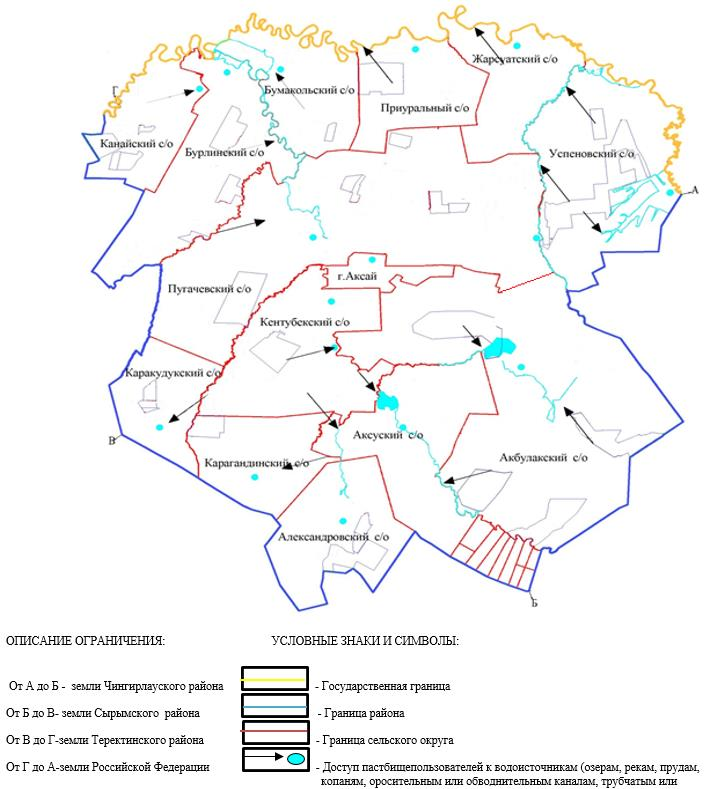 Жарсуатский с/о
Г
Бумакольский с/о
Приуральный с/о
Канайский с/о
Бурлинский с/о
Успеновский с/о
А
г.Аксай
Пугачевский с/о
Кентубекский с/о
Каракудукский с/о
В
Аксуский с/о
Карагандинский с/о
Акбулакский с/о
Александровский с/о
Б
ОПИСАНИЕ ОГРАНИЧЕНИЯ: УСЛОВНЫЕ ЗНАКИ И СИМВОЛЫ:
От А до Б - земли Чингирлауского района - Государственная граница
От Б до В- земли Сырымского района - Граница района
От В до Г-земли Теректинского района - Граница сельского округа
От Г до А-земли Российской Федерации - Доступ пастбищепользователей к водоисточникам (озерам, рекам, прудам,
копаням, оросительным или обводнительным каналам, трубчатым или